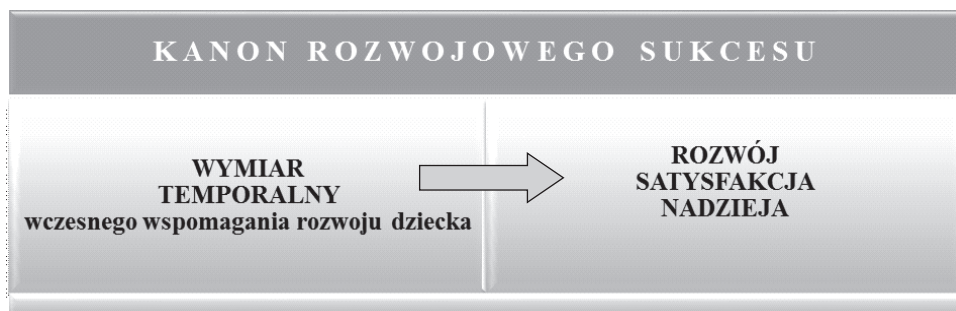 KANON ROZWOJOWEGO SUKCESU
WYMIAR
TEMPORALNY
wczesnego wspomagania rozwoju dziecka
ROZWÓJ
SATYSFAKCJA
NADZIEJA